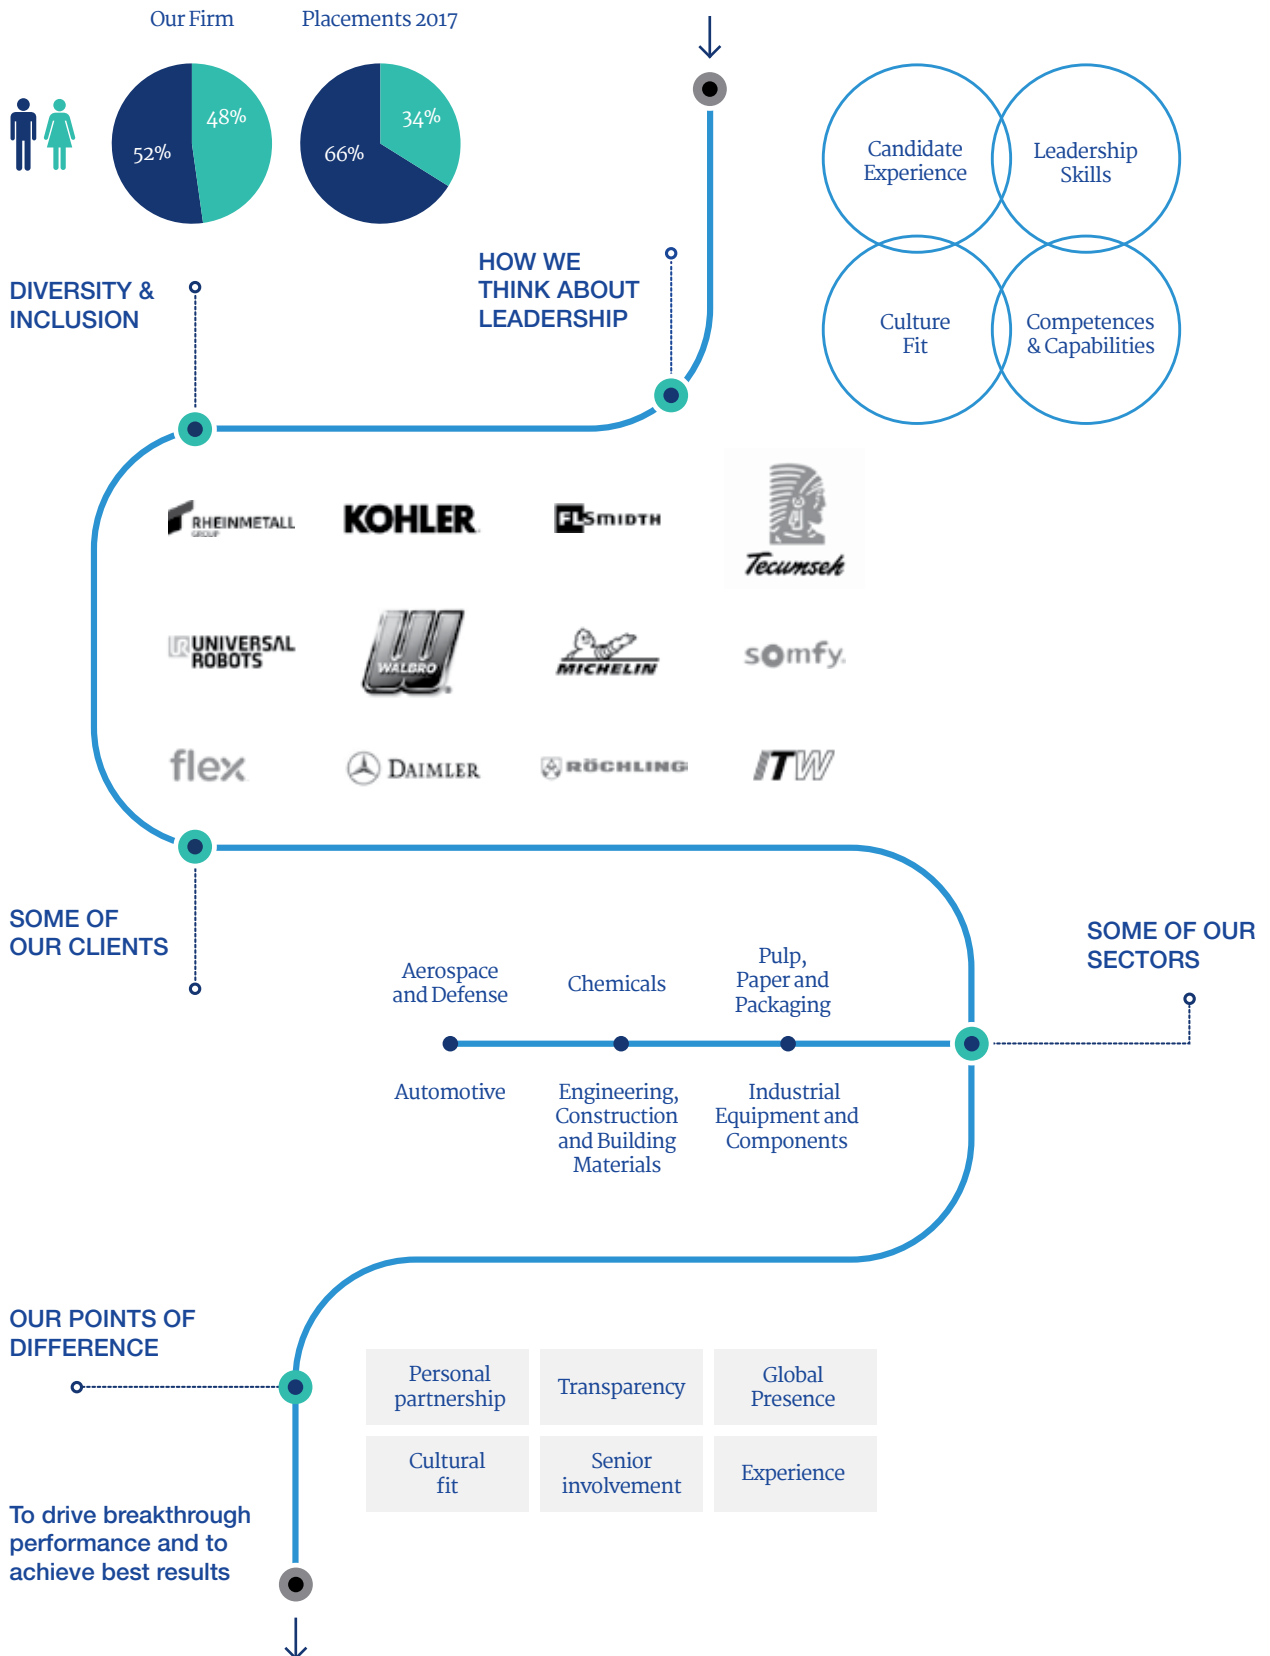 Our Firm
Placements 2017
48%
52%
34%
66%
Candidate
Experience
Leadership
Skills
Culture
Fit
Competences
& Capabilities
HOW WE
THINK ABOUT
LEADERSHIP
DIVERSITY &
INCLUSION
RHEINMETALL
GROUP
KOHLER
FLSMIDTH
Tecumseh
UR UNIVERSAL
ROBOTS
WALBRO
MICHELIN
somfy.
flex
DAIMLER
RÖCHLING
ITW
SOME OF
OUR CLIENTS
SOME OF OUR
SECTORS
Aerospace
and Defense
Chemicals
Pulp,
Paper and
Packaging
Automotive
Engineering,
Construction
and Building
Materials
Industrial
Equipment and
Components
OUR POINTS OF
DIFFERENCE
Personal
partnership
Transparency
Global
Presence
Cultural
fit
Senior
involvement
Experience
To drive breakthrough
performance and to
achieve best results